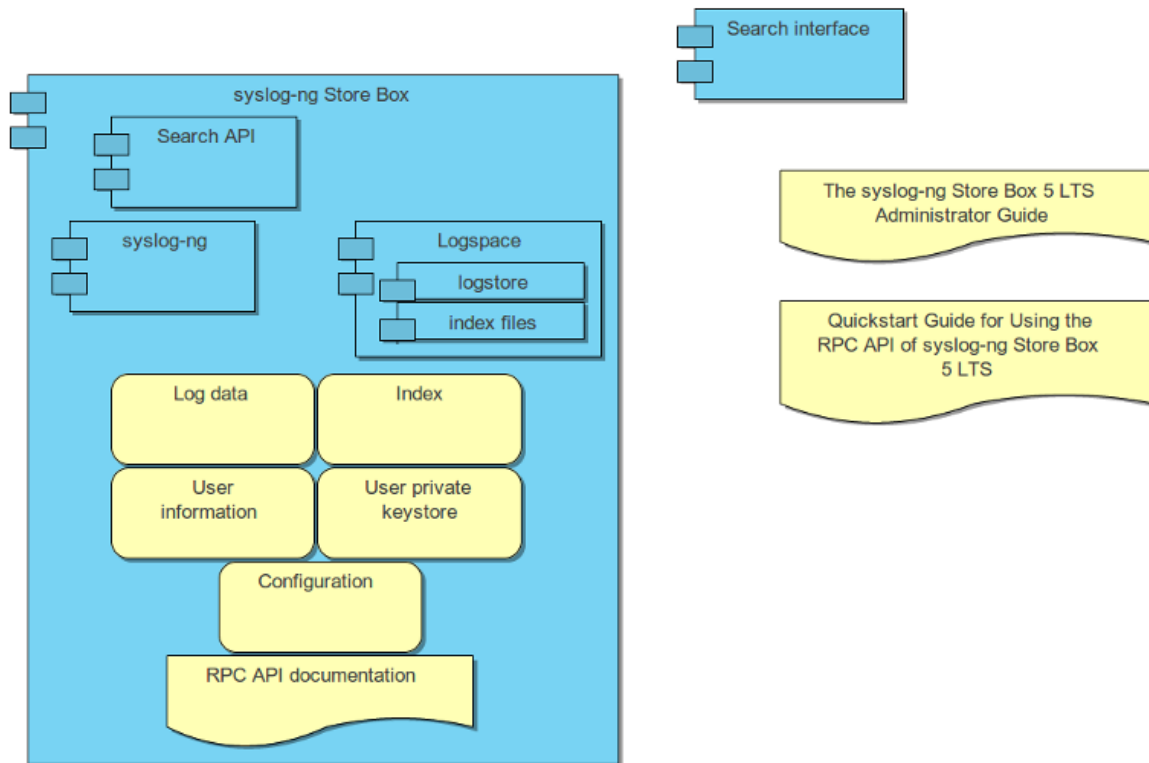 Search interface
syslog-ng Store Box
Search API
syslog-ng
Logspace
logstore
index files
The syslog-ng Store Box 5 LTS
Administrator Guide
Quickstart Guide for Using the
RPC API of syslog-ng Store Box
5 LTS
Log data
Index
User
information
User private
keystore
Configuration
RPC API documentation